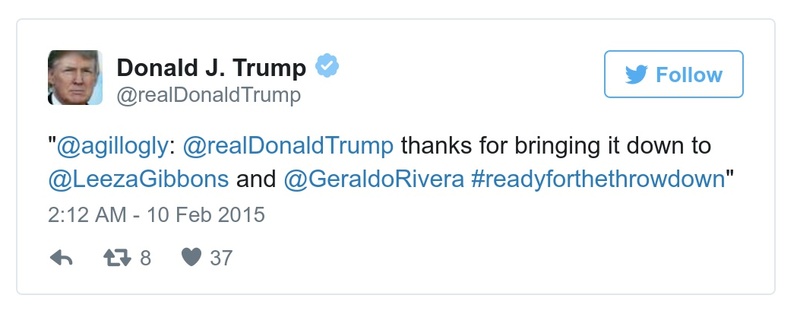 Donald J. Trump
@realDonaldTrump
Follow
"@agillogly: @realDonaldTrump thanks for bringing it down to
@LeezaGibbons and @GeraldoRivera #readyforthethrowdown"
2:12 AM - 10 Feb 2015
8 37